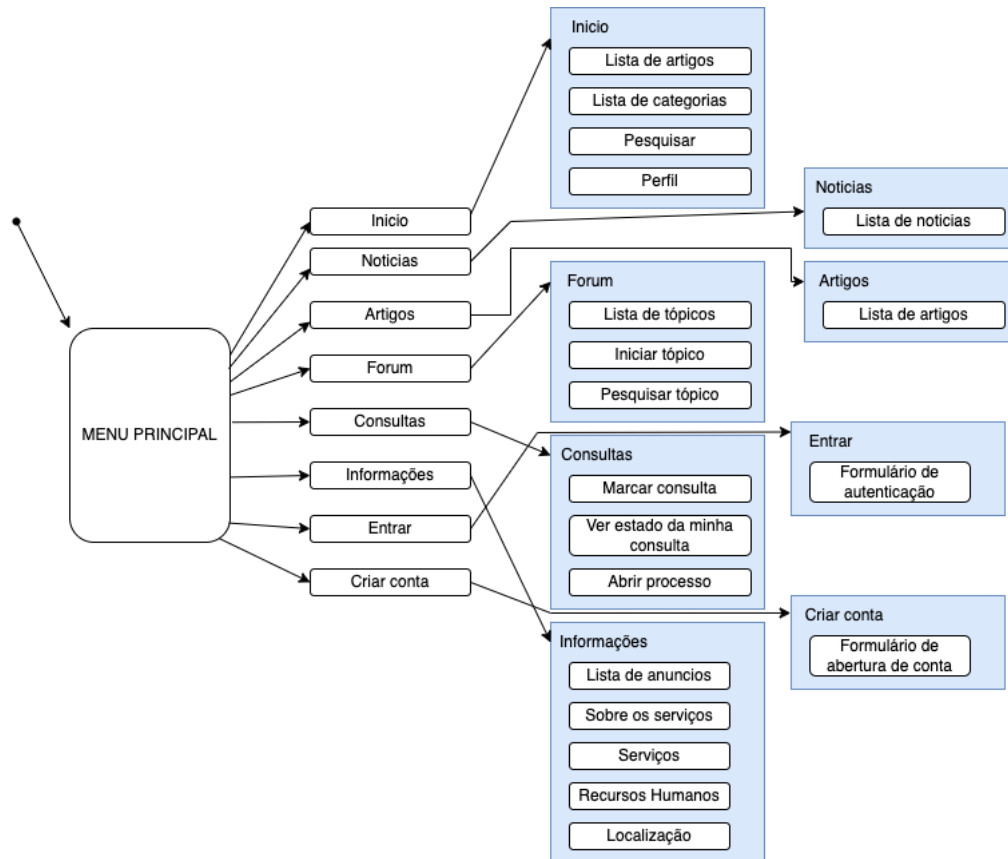 MENU PRINCIPAL
Inicio
Noticias
Artigos
Forum
Consultas
Informações
Entrar
Criar conta
Inicio
Lista de artigos
Lista de categorias
Pesquisar
Perfil
Forum
Lista de tópicos
Iniciar tópico
Pesquisar tópico
Consultas
Marcar consulta
Ver estado da minha
consulta
Abrir processo
Informações
Lista de anuncios
Sobre os serviços
Serviços
Recursos Humanos
Localização
Noticias
Lista de noticias
Artigos
Lista de artigos
Entrar
Formulário de
autenticação
Criar conta
Formulário de
abertura de conta